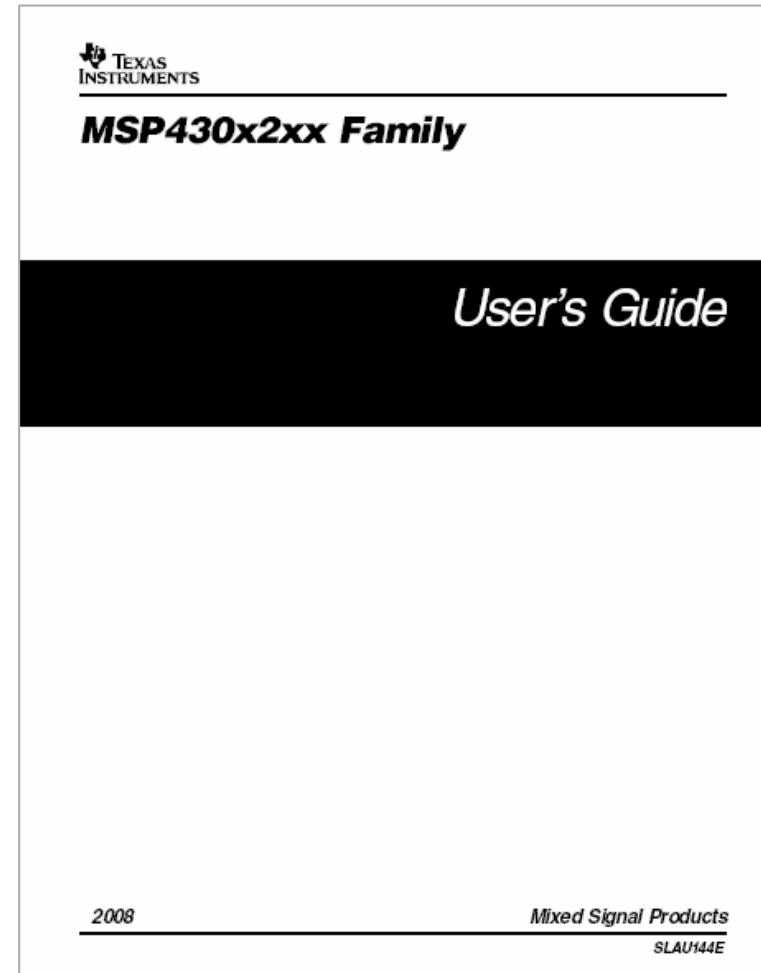 TEXAS
INSTRUMENTS
MSP430x2xx Family
User's Guide
2008
Mixed Signal Products
SLAU144E